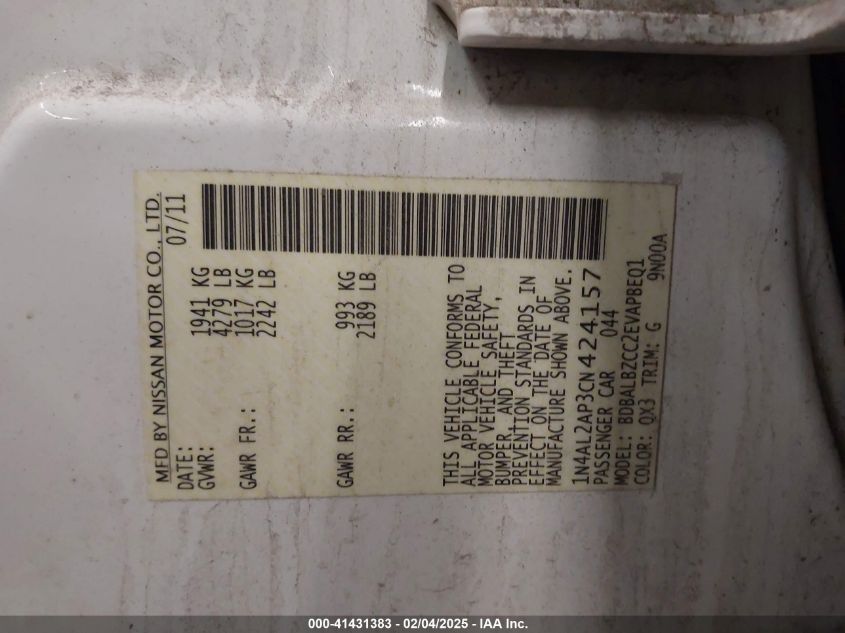 MFD BY NISSAN MOTOR CO., LTD.
DATE: 07/11
GVWR: 1941 KG
4279 LB
GAWR FR.: 1017 KG
2242 LB
GAWR RR.: 993 KG
2189 LB
THIS VEHICLE CONFORMS TO
ALL APPLICABLE FEDERAL
MOTOR VEHICLE SAFETY,
BUMPER, AND THEFT
PREVENTION STANDARDS IN
EFFECT ON THE DATE OF
MANUFACTURE SHOWN ABOVE.
1N4AL2AP3CN424157
PASSENGER CAR 044
MODEL: BDBALBZCC2EVAPBEQ1
COLOR: QX3 TRIM: G 9N00A
000-41431383 - 02/04/2025 - IAA Inc.